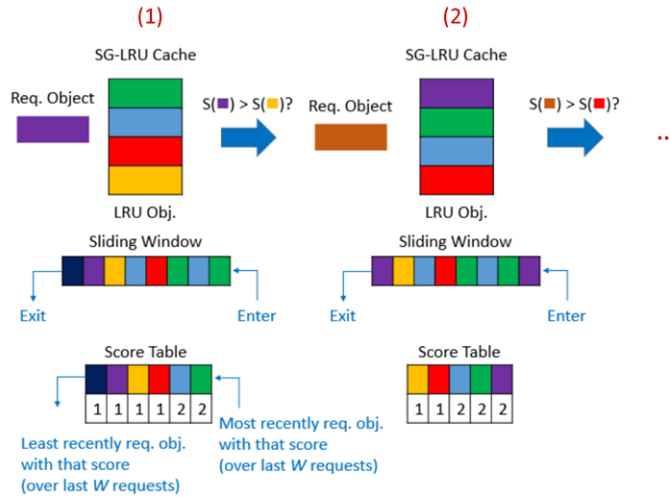 (1)
(2)
SG-LRU Cache
SG-LRU Cache
Req. Object
S( ) > S( )?
Req. Object
S( ) > S( )?
..
LRU Obj.
LRU Obj.
Sliding Window
Sliding Window
Exit
Enter
Exit
Enter
Score Table
Score Table
1 1 1 1 2 2
1 1 2 2 2
Least recently req. obj.
with that score
(over last W requests)
Most recently req. obj.
with that score
(over last W requests)